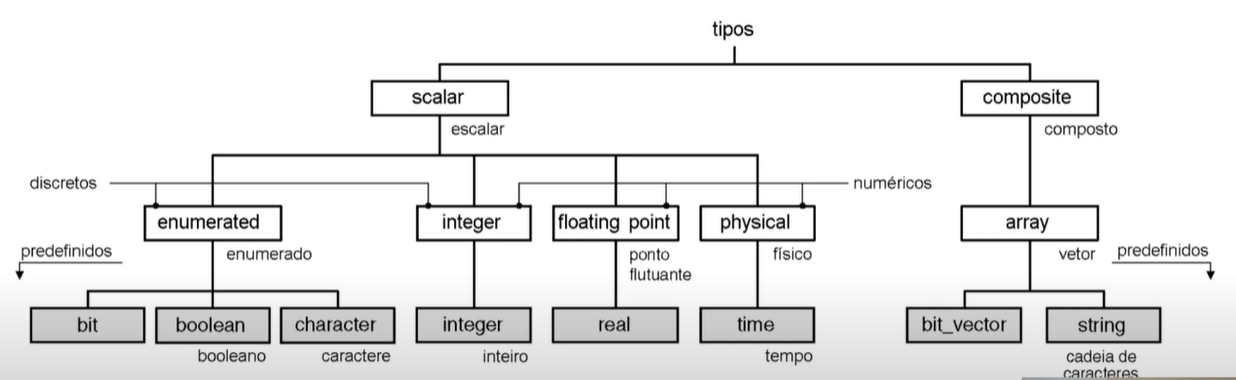 tipos
scalar
composite
escalar
composto
discretos
numéricos
enumerated
integer
floating point
physical
array
predefinidos
enumerado
ponto
flutuante
físico
vetor
predefinidos
bit
boolean
character
integer
real
time
bit_vector
string
booleano
caractere
inteiro
tempo
cadeia de
caracteres